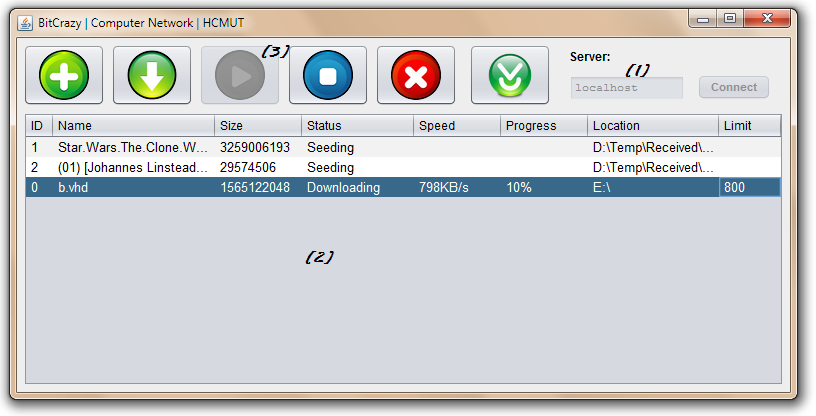 BitCrazy | Computer Network | HCMUT
(3)
Server:
(1)
localhost
Connect
ID Name Size Status Speed Progress Location Limit
1 Star.Wars.The.Clone.W... 3259006193 Seeding D:\Temp\Received\...
2 (01) [Johannes Linstead... 29574506 Seeding D:\Temp\Received\...
0 b.vhd 1565122048 Downloading 798KB/s 10% E:\ 800
(2)